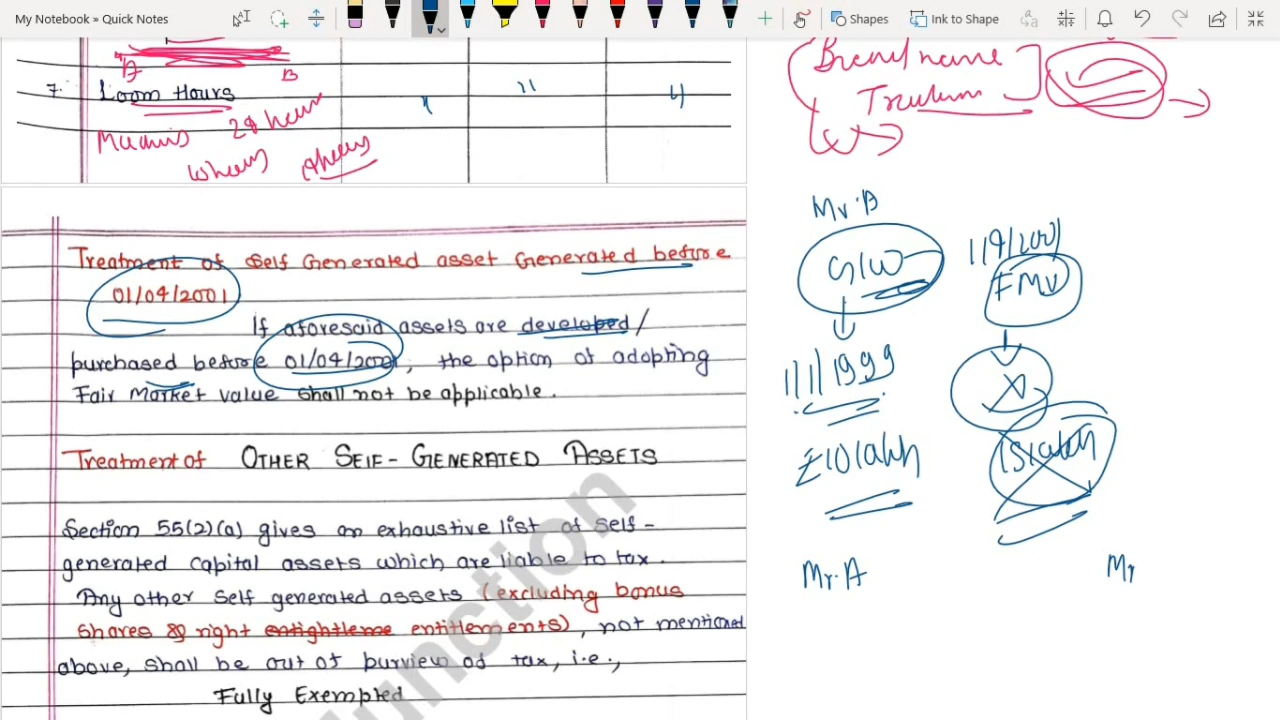 My Notebook » Quick Notes
Shapes
Ink to Shape
A
B
7. Loom Hours
Brand name
24 hours
Treatment of Self Generated asset Generated before
01/04/2001
If aforesaid assets are developed/
purchased before 01/04/2001, the option of adopting
Fair Market value shall not be applicable.
Treatment of OTHER SELF-GENERATED ASSETS
Section 55(2)(a) gives an exhaustive list of self-
generated capital assets which are liable to tax.
Any other self generated assets (excluding bonus
shares & right entightleme entitlements), not mentioned
above, shall be out of purview of tax, i.e.,
Fully Exempted
Junction
G/W
1/1/1999
1/4/2001
FMV
X
Mr. A
Mr